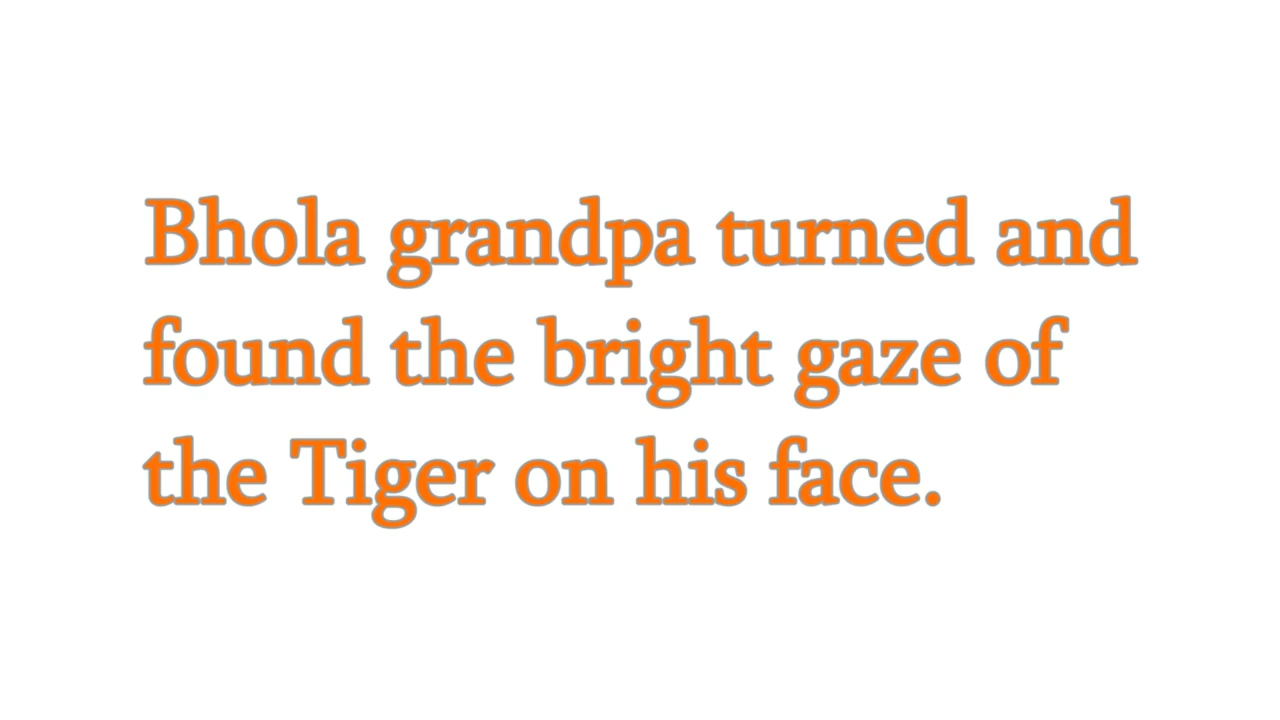 Bhola grandpa turned and
found the bright gaze of
the Tiger on his face.